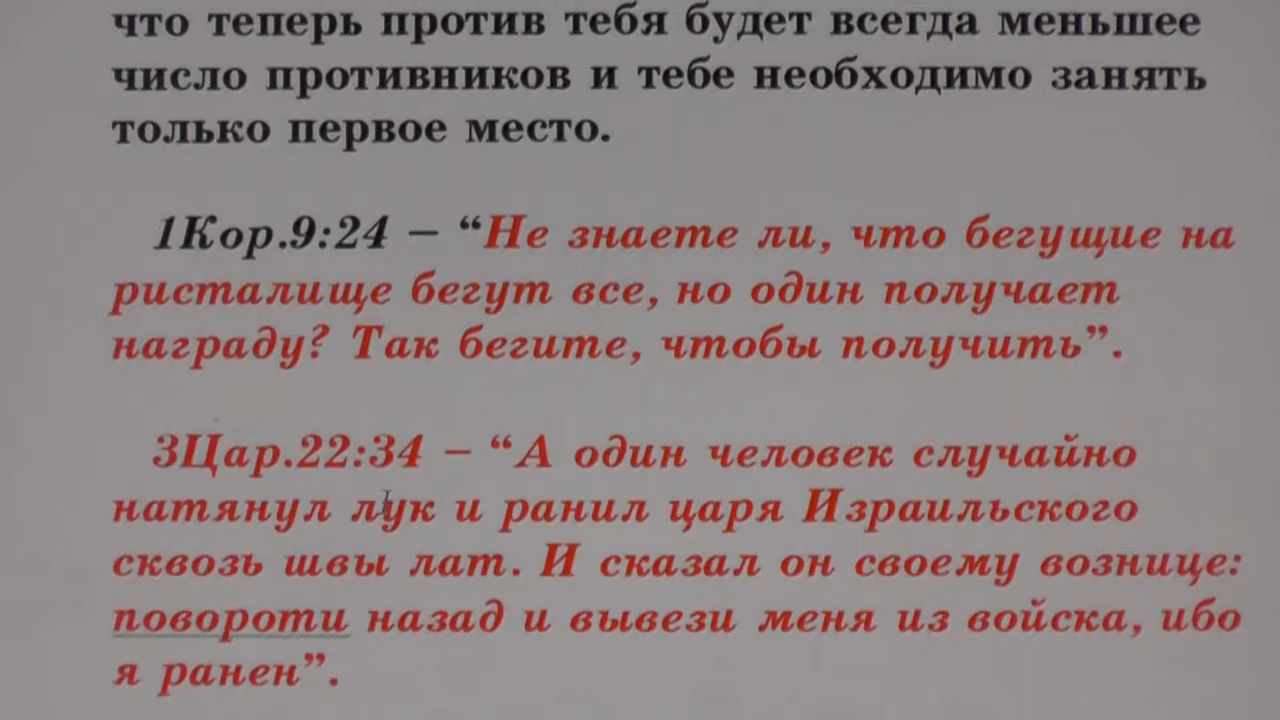 что теперь против тебя будет всегда меньшее
число противников и тебе необходимо занять
только первое место.
1Кор.9:24 – “Не знаете ли, что бегущие на
ристалище бегут все, но один получает
награду? Так бегите, чтобы получить”.
3Цар.22:34 – “А один человек случайно
натянул лук и ранил царя Израильского
сквозь швы лат. И сказал он своему вознице:
повороти назад и вывези меня из войска, ибо
я ранен”.